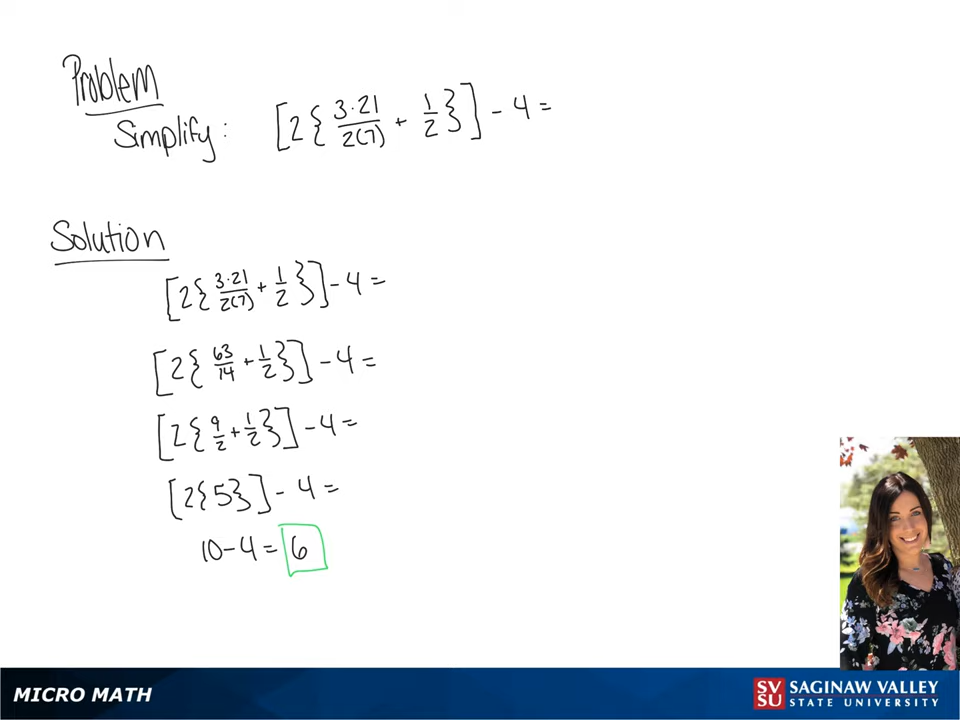 Problem
Simplify: [2{ 3·21/2(7) + 1/2 }] - 4 =
Solution
[2{ 3·21/2(7) + 1/2 }] - 4 =
[2{ 63/14 + 1/2 }] - 4 =
[2{ 9/2 + 1/2 }] - 4 =
[2{5}] - 4 =
10 - 4 = 6
MICRO MATH
SVSU SAGINAW VALLEY
STATE UNIVERSITY